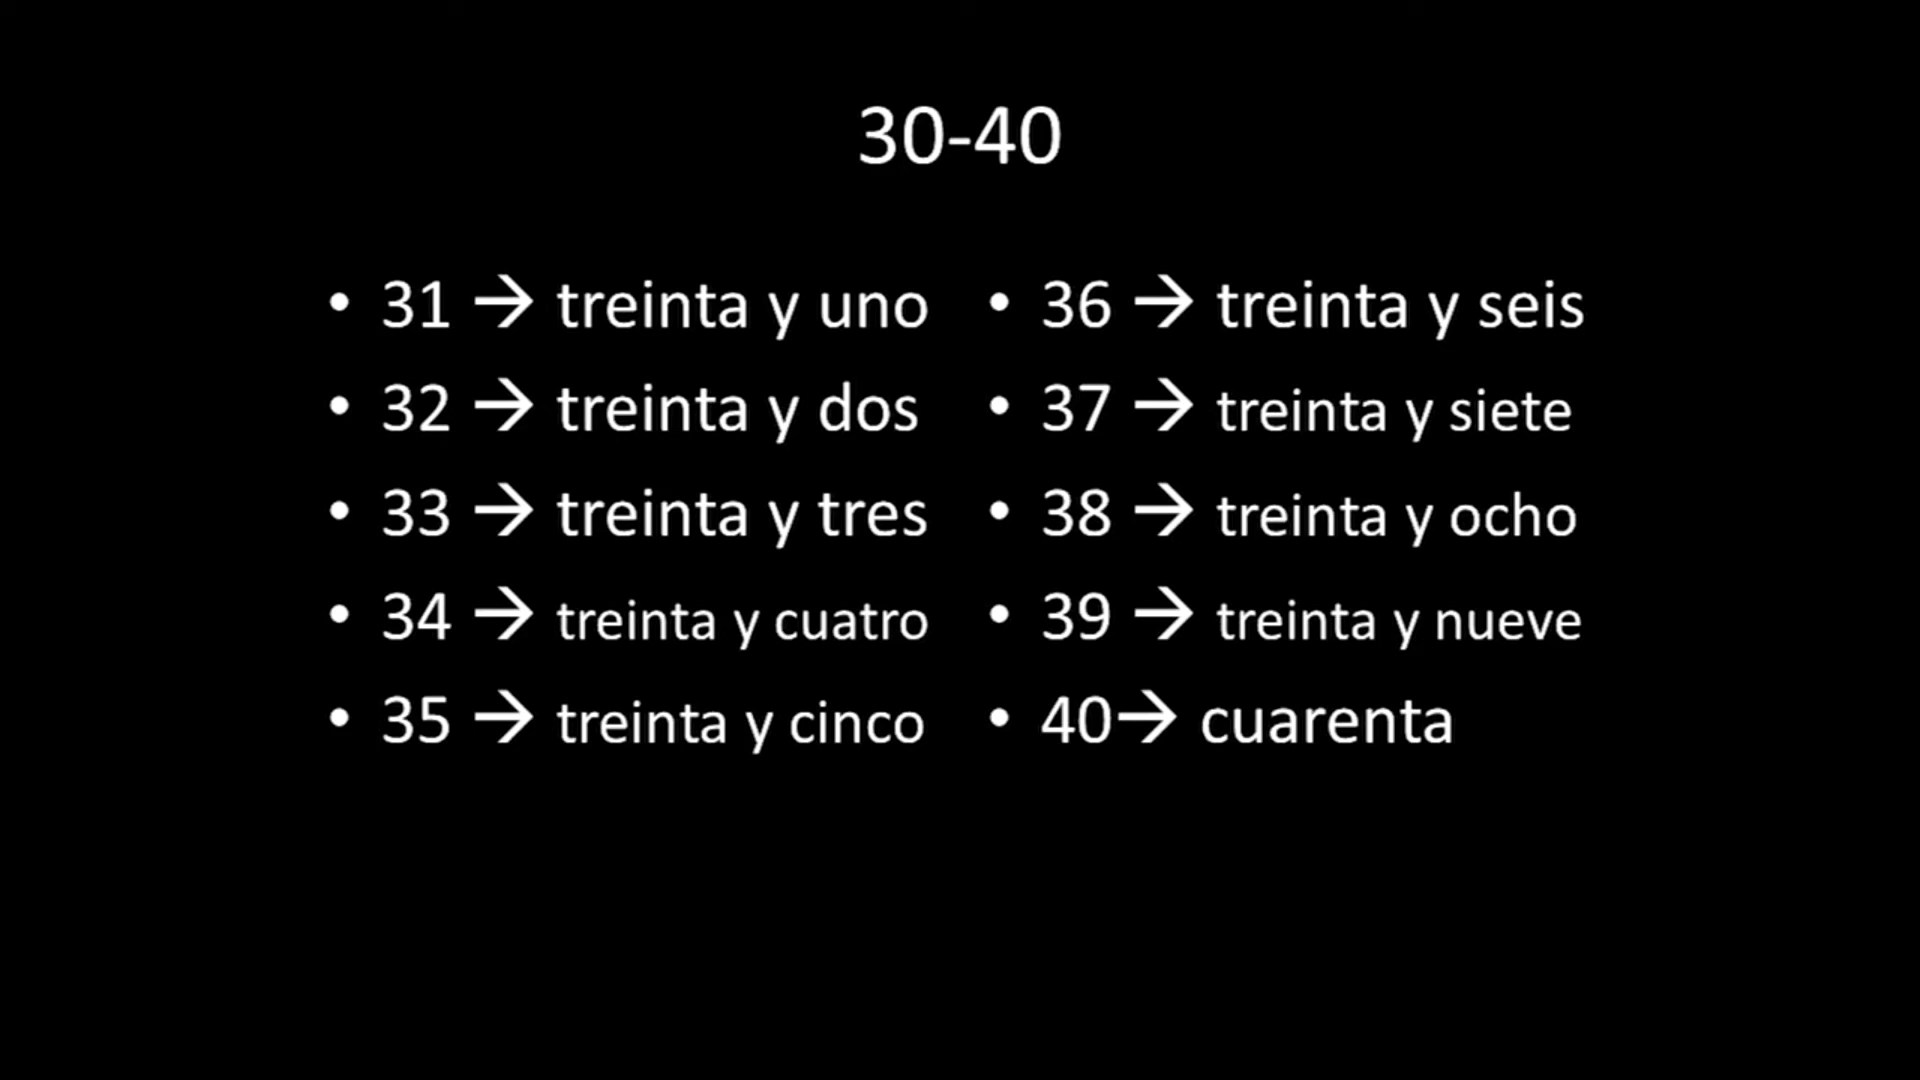 30-40
• 31 → treinta y uno
• 32 → treinta y dos
• 33 → treinta y tres
• 34 → treinta y cuatro
• 35 → treinta y cinco
• 36 → treinta y seis
• 37 → treinta y siete
• 38 → treinta y ocho
• 39 → treinta y nueve
• 40→ cuarenta